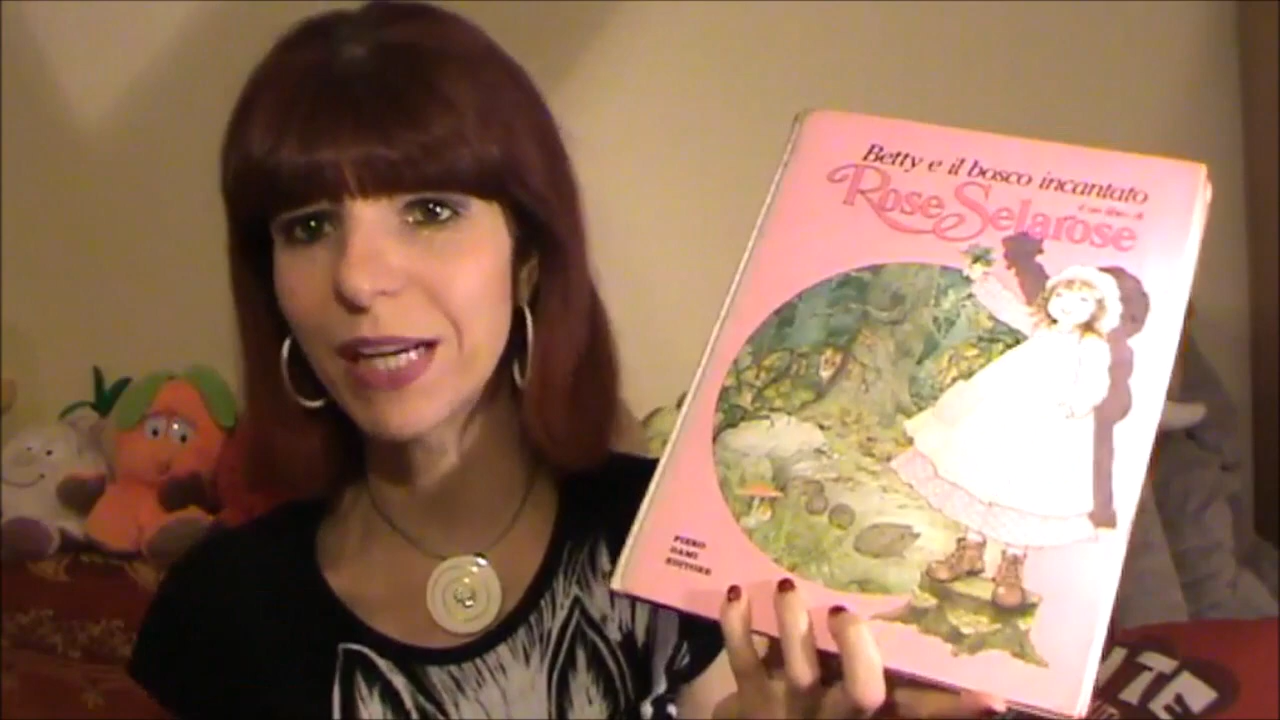 Betty e il bosco incantato
Rose Selarose
PIERO
DAMI
EDITORE